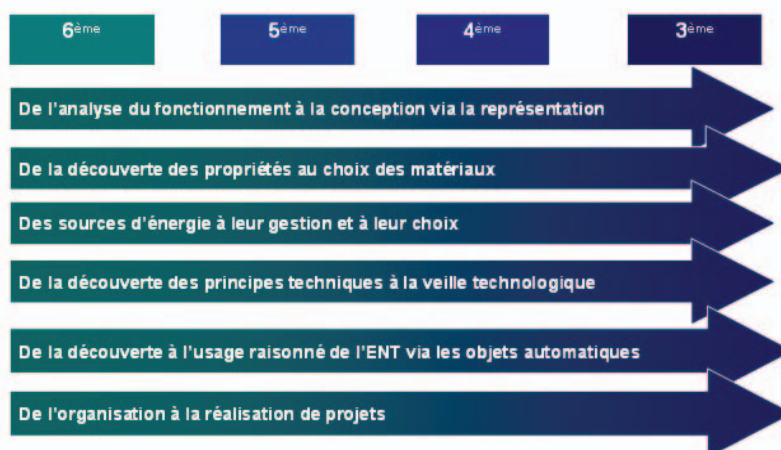 6ème 5ème 4ème 3ème
De l'analyse du fonctionnement à la conception via la représentation
De la découverte des propriétés au choix des matériaux
Des sources d'énergie à leur gestion et à leur choix
De la découverte des principes techniques à la veille technologique
De la découverte à l'usage raisonné de l'ENT via les objets automatiques
De l'organisation à la réalisation de projets